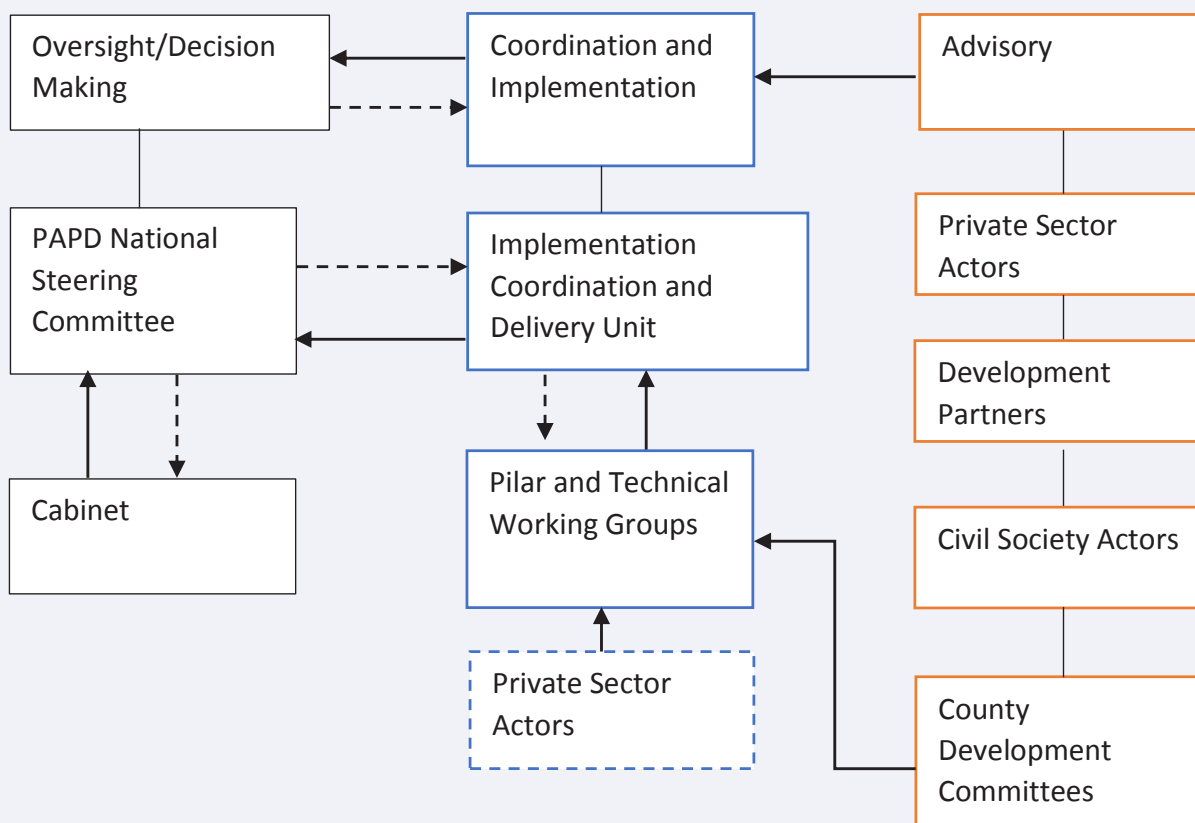 Oversight/Decision
Making
Coordination and
Implementation
Advisory
PAPD National
Steering
Committee
Implementation
Coordination and
Delivery Unit
Private Sector
Actors
Development
Partners
Cabinet
Pilar and Technical
Working Groups
Civil Society Actors
Private Sector
Actors
County
Development
Committees